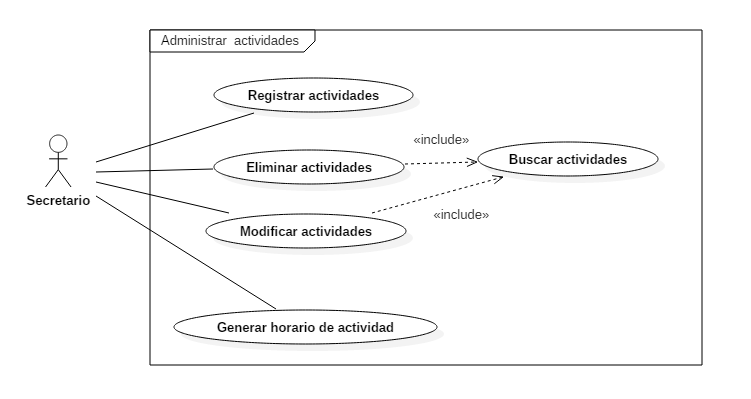 Administrar actividades
Registrar actividades
«include»
Eliminar actividades
Buscar actividades
Secretario
«include»
Modificar actividades
Generar horario de actividad